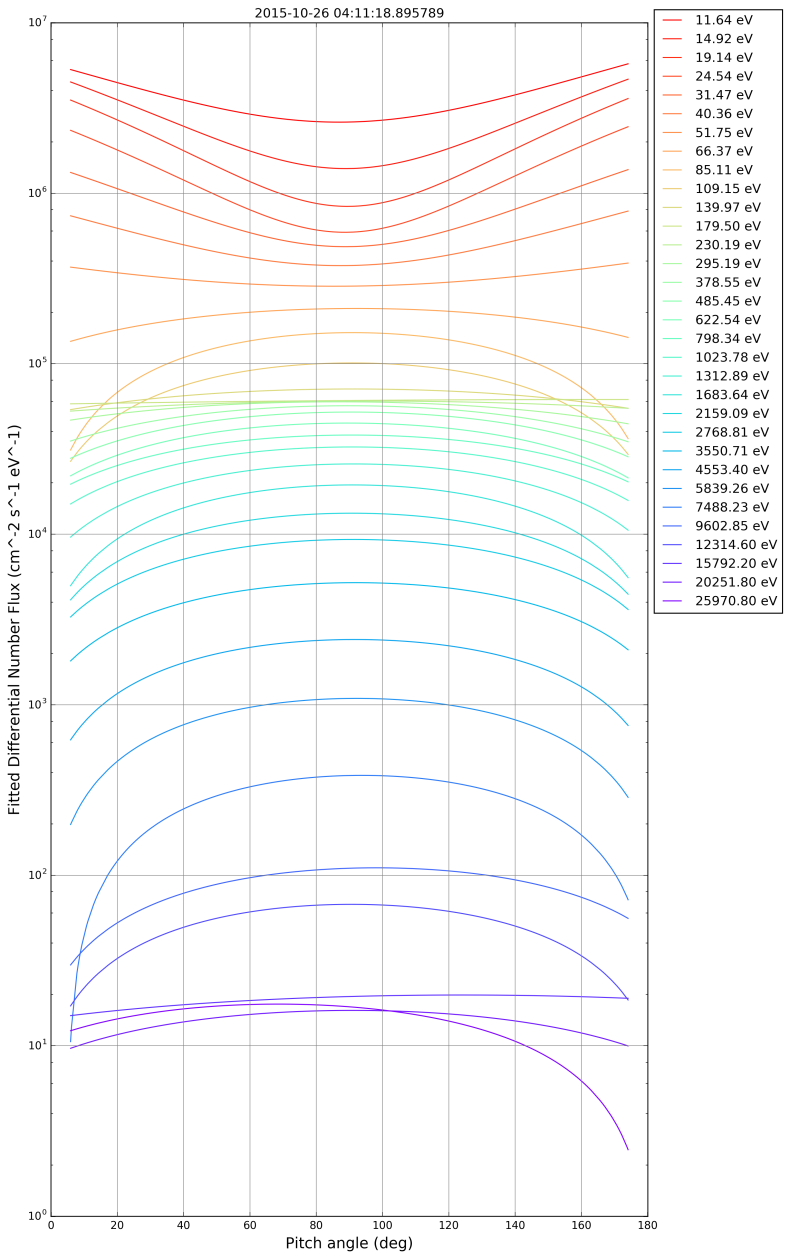 2015-10-26 04:11:18.895789
Fitted Differential Number Flux (cm^-2 s^-1 eV^-1)
10^7
10^6
10^5
10^4
10^3
10^2
10^1
10^0
0 20 40 60 80 100 120 140 160 180
Pitch angle (deg)
11.64 eV
14.92 eV
19.14 eV
24.54 eV
31.47 eV
40.36 eV
51.75 eV
66.37 eV
85.11 eV
109.15 eV
139.97 eV
179.50 eV
230.19 eV
295.19 eV
378.55 eV
485.45 eV
622.54 eV
798.34 eV
1023.78 eV
1312.89 eV
1683.64 eV
2159.09 eV
2768.81 eV
3550.71 eV
4553.40 eV
5839.26 eV
7488.23 eV
9602.85 eV
12314.60 eV
15792.20 eV
20251.80 eV
25970.80 eV